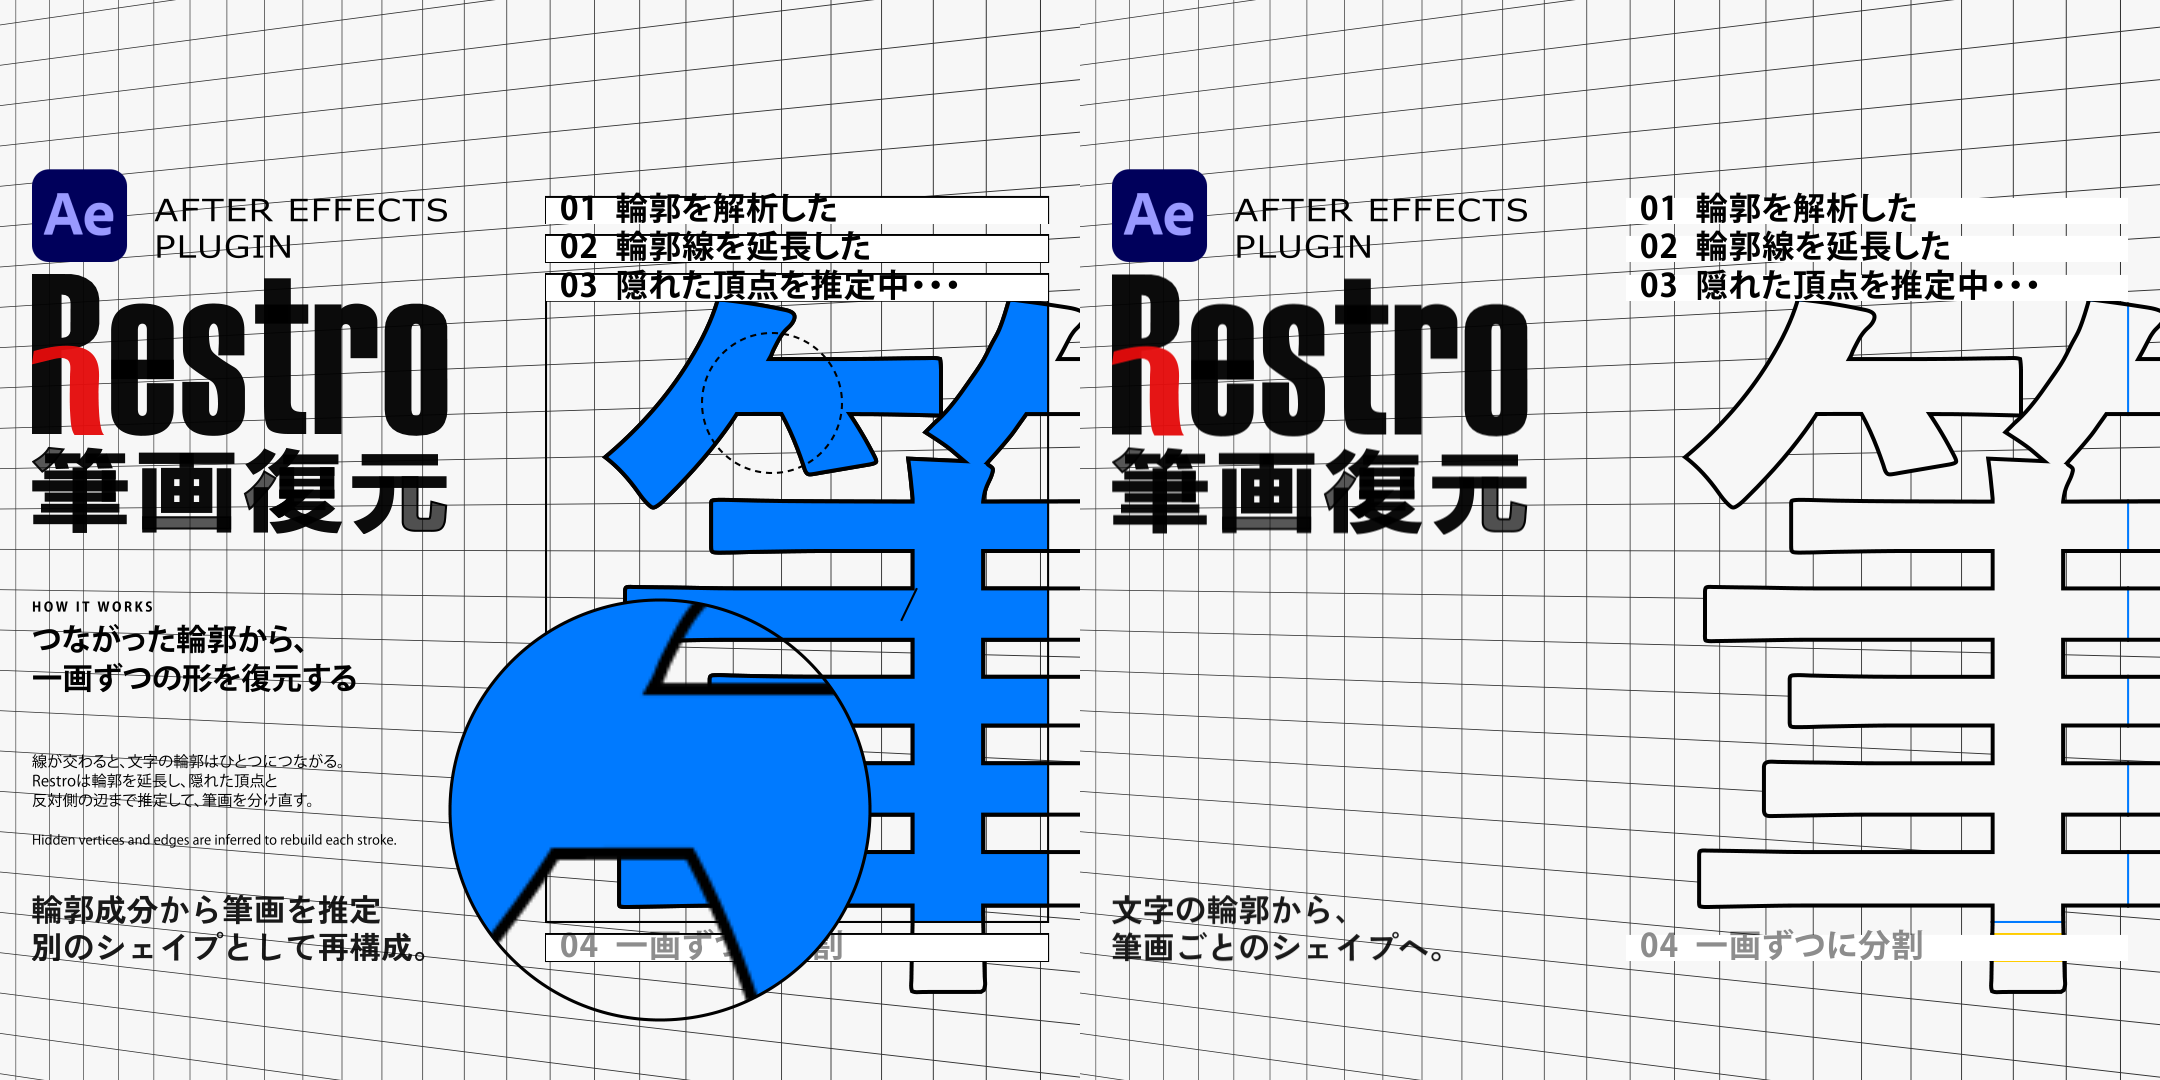 Ae
AFTER EFFECTS
PLUGIN
Restro
筆画復元
HOW IT WORKS
つながった輪郭から、
一画ずつの形を復元する
線が交わると、文字の輪郭はひとつにつながる。
Restroは輪郭を延長し、隠れた頂点と
反対側の辺まで推定して、筆画を分け直す。
Hidden vertices and edges are inferred to rebuild each stroke.
輪郭成分から筆画を推定
別のシェイプとして再構成。
01 輪郭を解析した
02 輪郭線を延長した
03 隠れた頂点を推定中・・・
04 一画ず 割
Ae
AFTER EFFECTS
PLUGIN
Restro
筆画復元
文字の輪郭から、
筆画ごとのシェイプへ。
01 輪郭を解析した
02 輪郭線を延長した
03 隠れた頂点を推定中・・・
04 一画ずつに分割